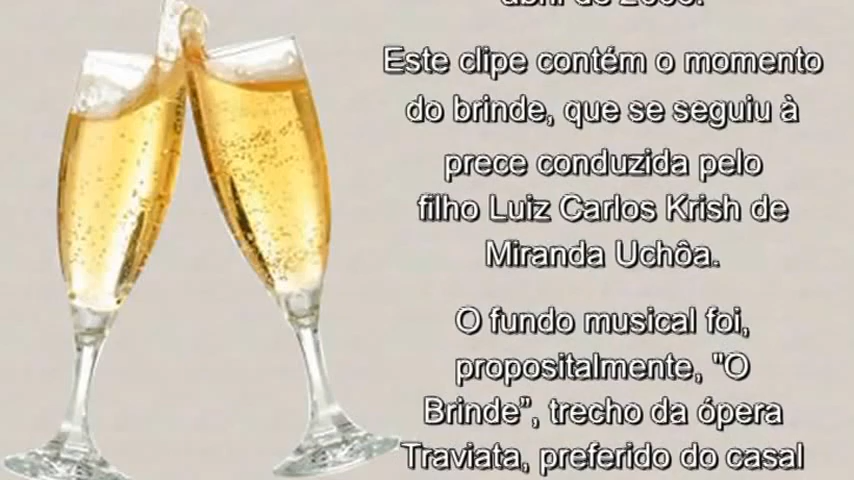 Este clipe contém o momento
do brinde, que se seguiu à
prece conduzida pelo
filho Luiz Carlos Krish de
Miranda Uchôa.
O fundo musical foi,
propositalmente, "O
Brinde", trecho da ópera
Traviata, preferido do casal